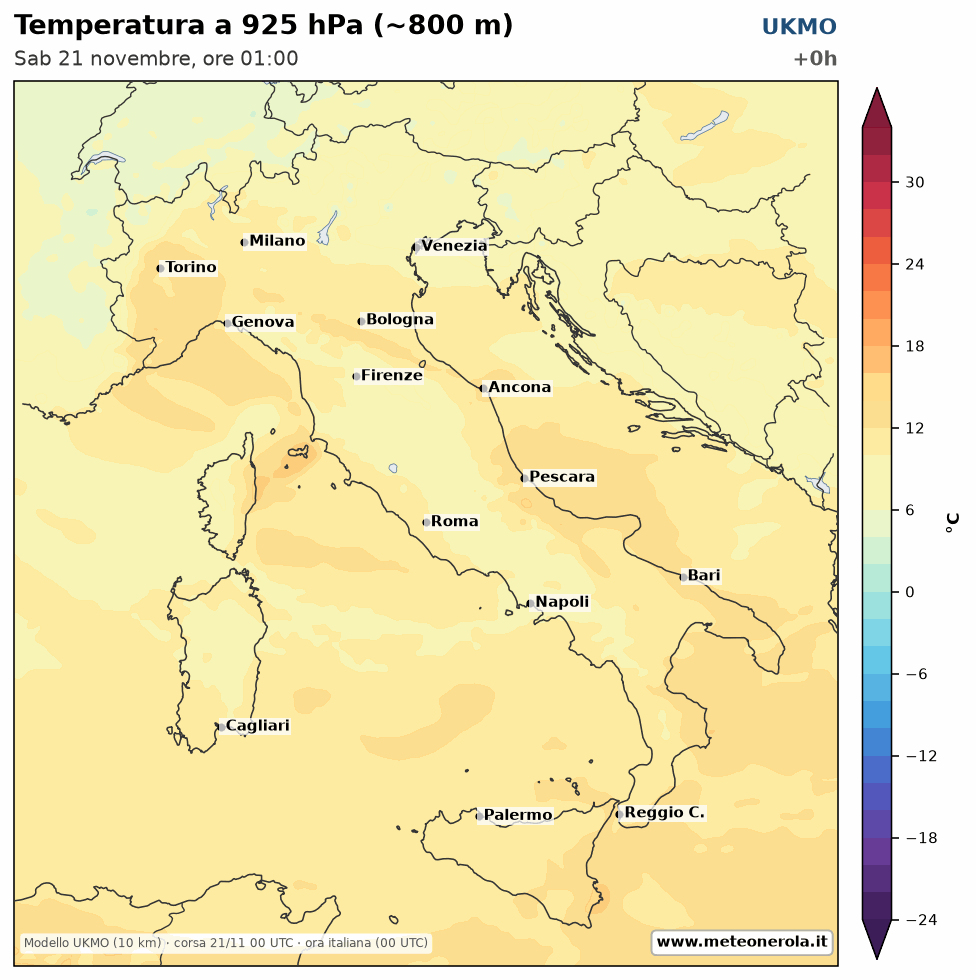 Temperatura a 925 hPa (~800 m)
UKMO
Sab 21 novembre, ore 01:00
+0h
Milano
Venezia
Torino
Genova
Bologna
Firenze
Ancona
Pescara
Roma
Bari
Napoli
Cagliari
Palermo
Reggio C.
30
24
18
12
6
0
−6
−12
−18
−24
°C
Modello UKMO (10 km) · corsa 21/11 00 UTC · ora italiana (00 UTC)
www.meteonerola.it